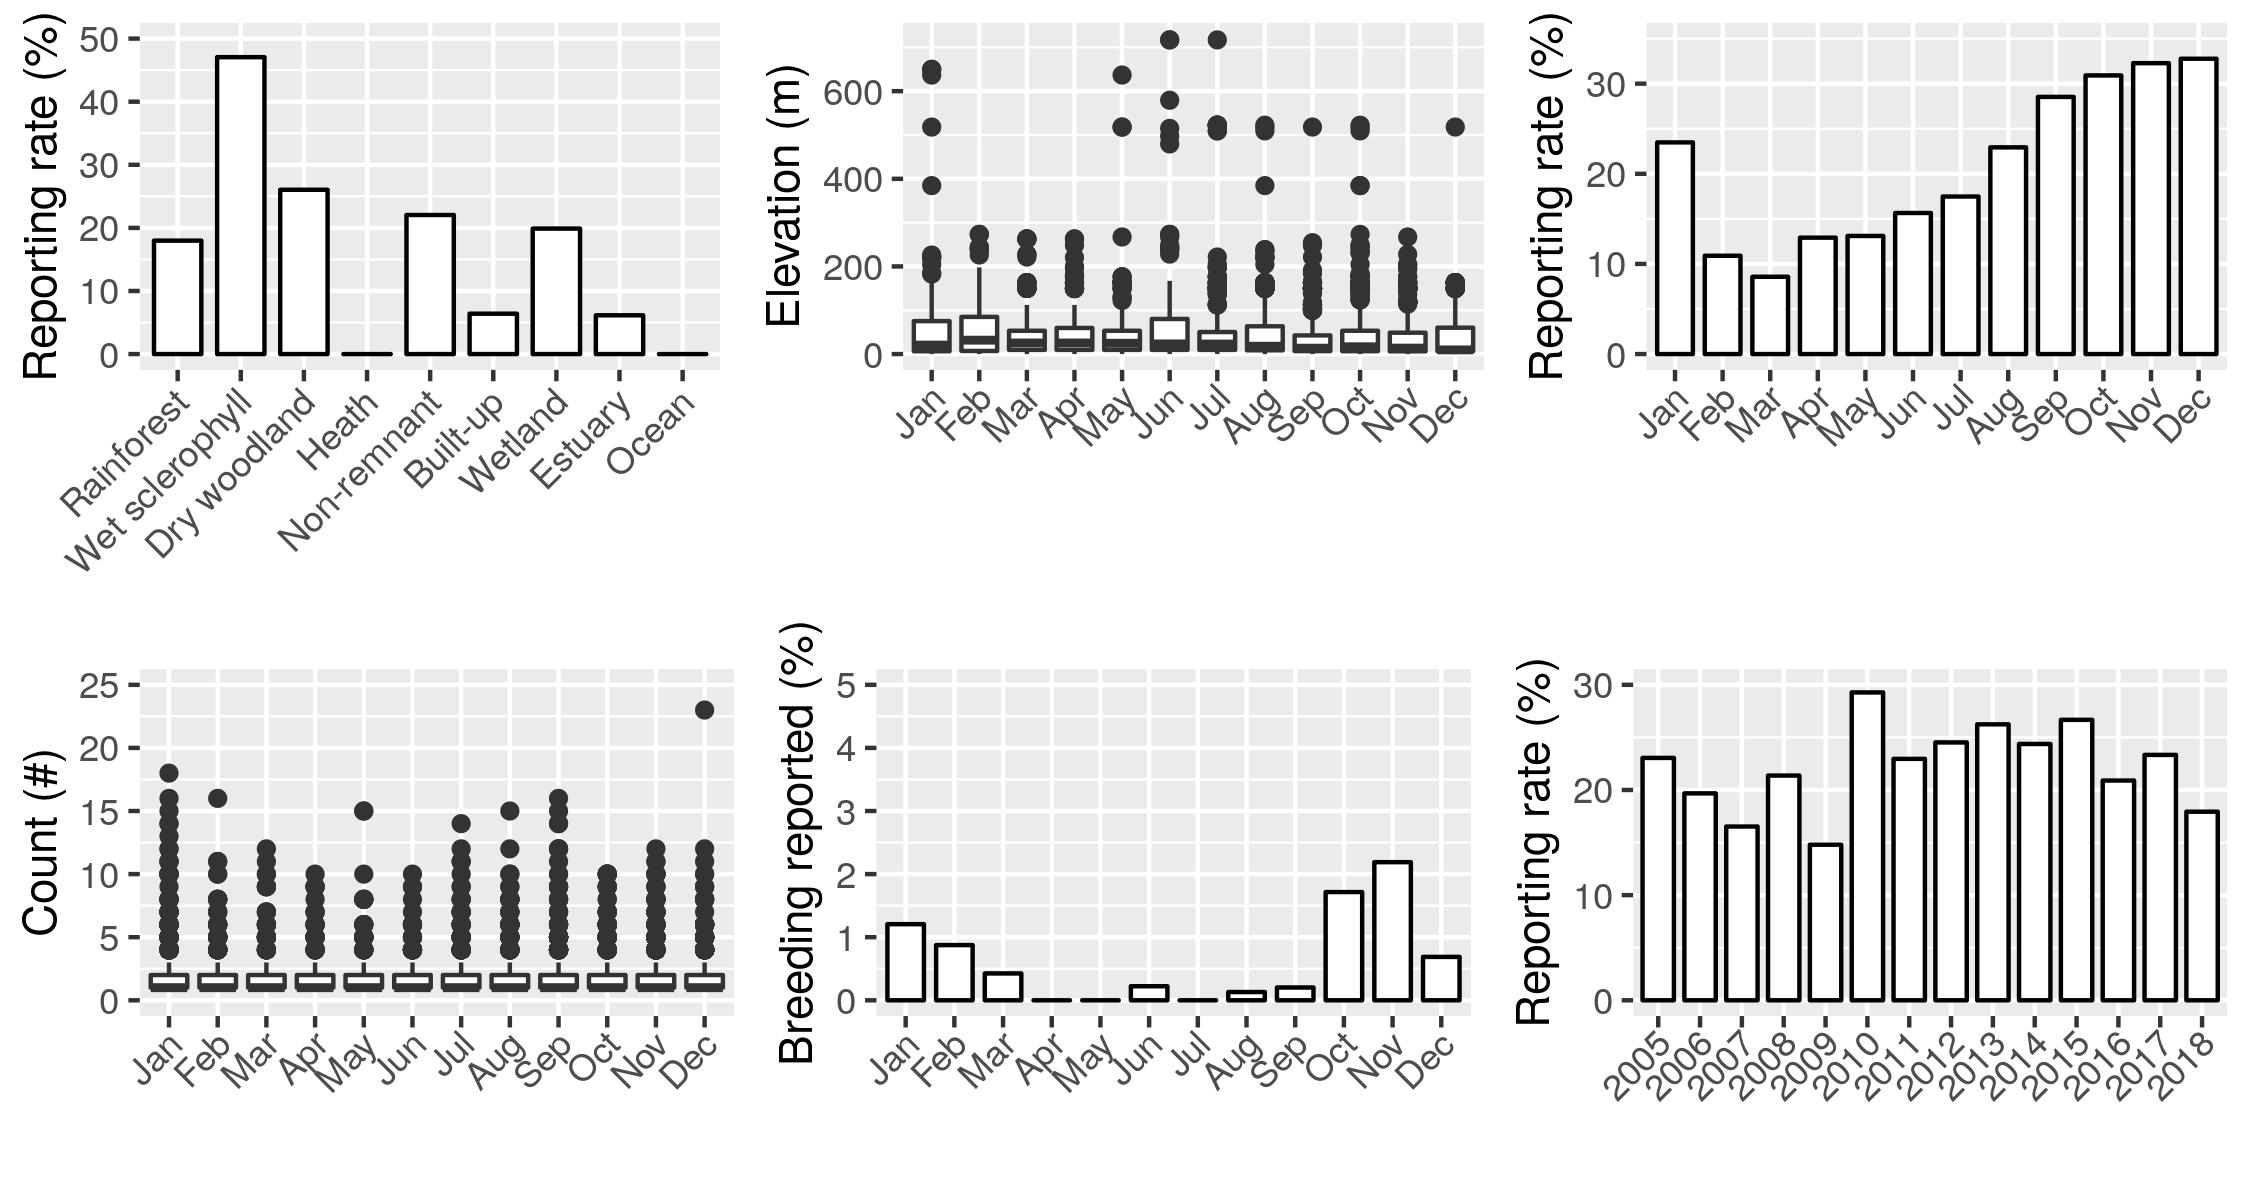 Reporting rate (%)
50
40
30
20
10
0
Rainforest
Wet sclerophyll
Dry woodland
Heath
Non-remnant
Built-up
Wetland
Estuary
Ocean
Elevation (m)
600
400
200
0
Jan
Feb
Mar
Apr
May
Jun
Jul
Aug
Sep
Oct
Nov
Dec
Reporting rate (%)
30
20
10
0
Jan
Feb
Mar
Apr
May
Jun
Jul
Aug
Sep
Oct
Nov
Dec
Count (#)
25
20
15
10
5
0
Jan
Feb
Mar
Apr
May
Jun
Jul
Aug
Sep
Oct
Nov
Dec
Breeding reported (%)
5
4
3
2
1
0
Jan
Feb
Mar
Apr
May
Jun
Jul
Aug
Sep
Oct
Nov
Dec
Reporting rate (%)
30
20
10
0
2005
2006
2007
2008
2009
2010
2011
2012
2013
2014
2015
2016
2017
2018